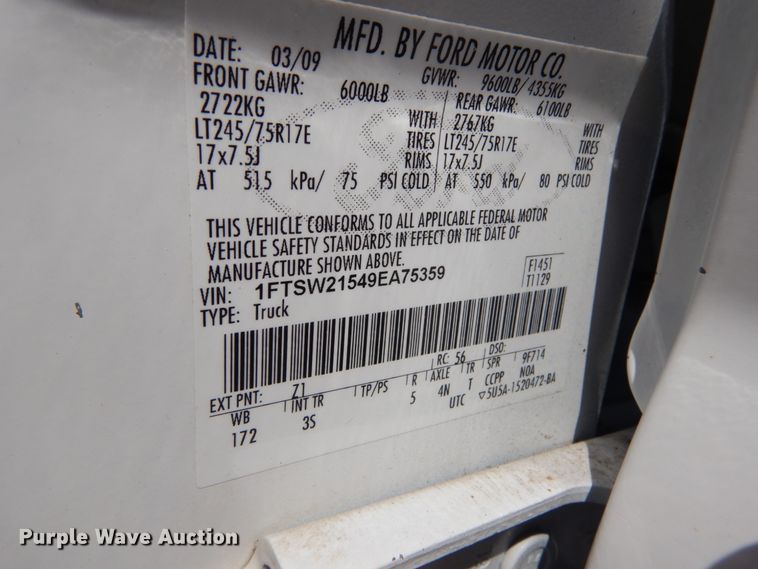 MFD. BY FORD MOTOR CO.
DATE: 03/09 GVWR: 9600LB/4355KG
FRONT GAWR: 6000LB REAR GAWR: 6100LB
2722KG WITH 2767KG WITH
LT245/75R17E TIRES LT245/75R17E TIRES
17x7.5J RIMS 17x7.5J RIMS
AT 515 kPa/ 75 PSI COLD AT 550 kPa/ 80 PSI COLD
THIS VEHICLE CONFORMS TO ALL APPLICABLE FEDERAL MOTOR
VEHICLE SAFETY STANDARDS IN EFFECT ON THE DATE OF
MANUFACTURE SHOWN ABOVE.
VIN: 1FTSW21549EA75359 F1451
TYPE: Truck T1129
EXT PNT: Z1 RC: 56 DSO:
WB INT TR TP/PS R AXLE TR SPR 9F714
172 3S 5 4N T CCPP NOA
UTC ▽5U5A-1520472-BA
Purple Wave Auction